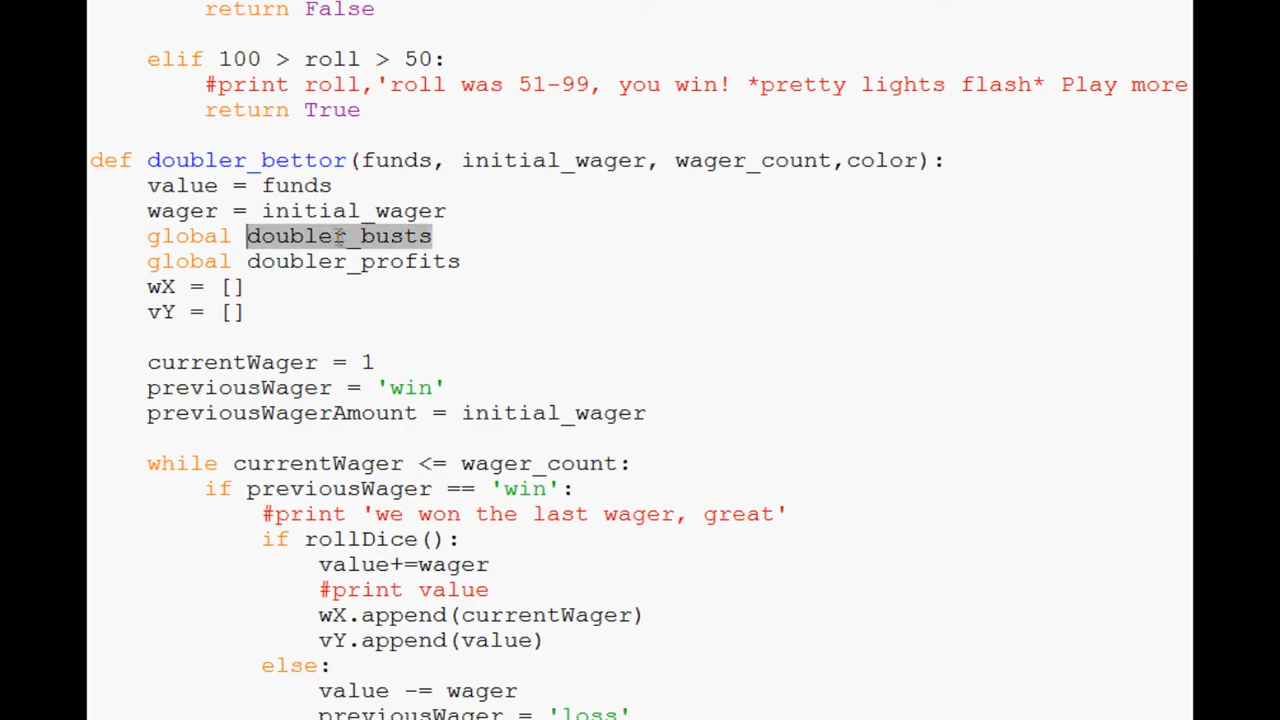 return False
elif 100 > roll > 50:
#print roll,'roll was 51-99, you win! *pretty lights flash* Play more
return True
def doubler_bettor(funds, initial_wager, wager_count,color):
value = funds
wager = initial_wager
global doubler_busts
global doubler_profits
wX = []
vY = []
currentWager = 1
previousWager = 'win'
previousWagerAmount = initial_wager
while currentWager <= wager_count:
if previousWager == 'win':
#print 'we won the last wager, great'
if rollDice():
value+=wager
#print value
wX.append(currentWager)
vY.append(value)
else:
value -= wager
previousWager = 'loss'